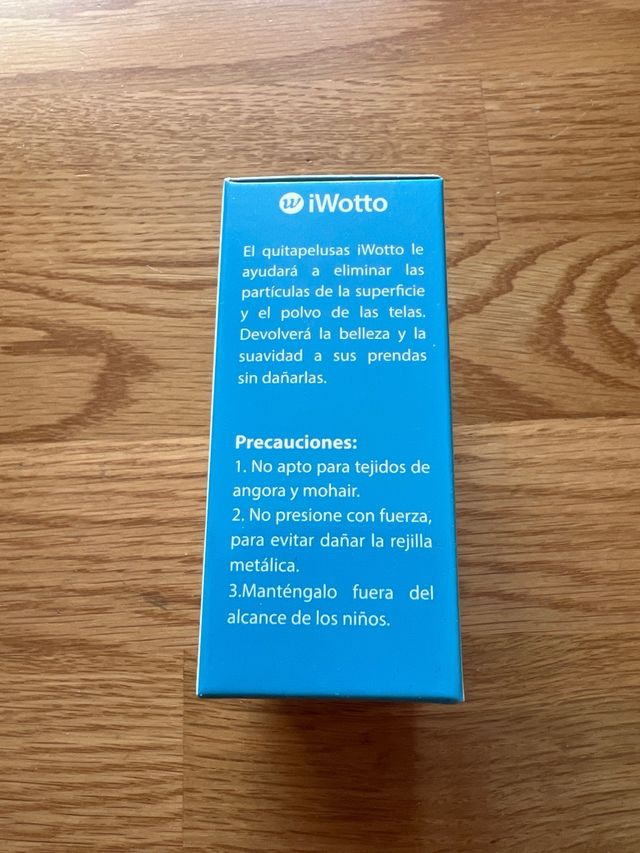 iWotto
El quitapelusas iWotto le
ayudará a eliminar las
partículas de la superficie
y el polvo de las telas.
Devolverá la belleza y la
suavidad a sus prendas
sin dañarlas.
Precauciones:
1. No apto para tejidos de
angora y mohair.
2. No presione con fuerza,
para evitar dañar la rejilla
metálica.
3.Manténgalo fuera del
alcance de los niños.